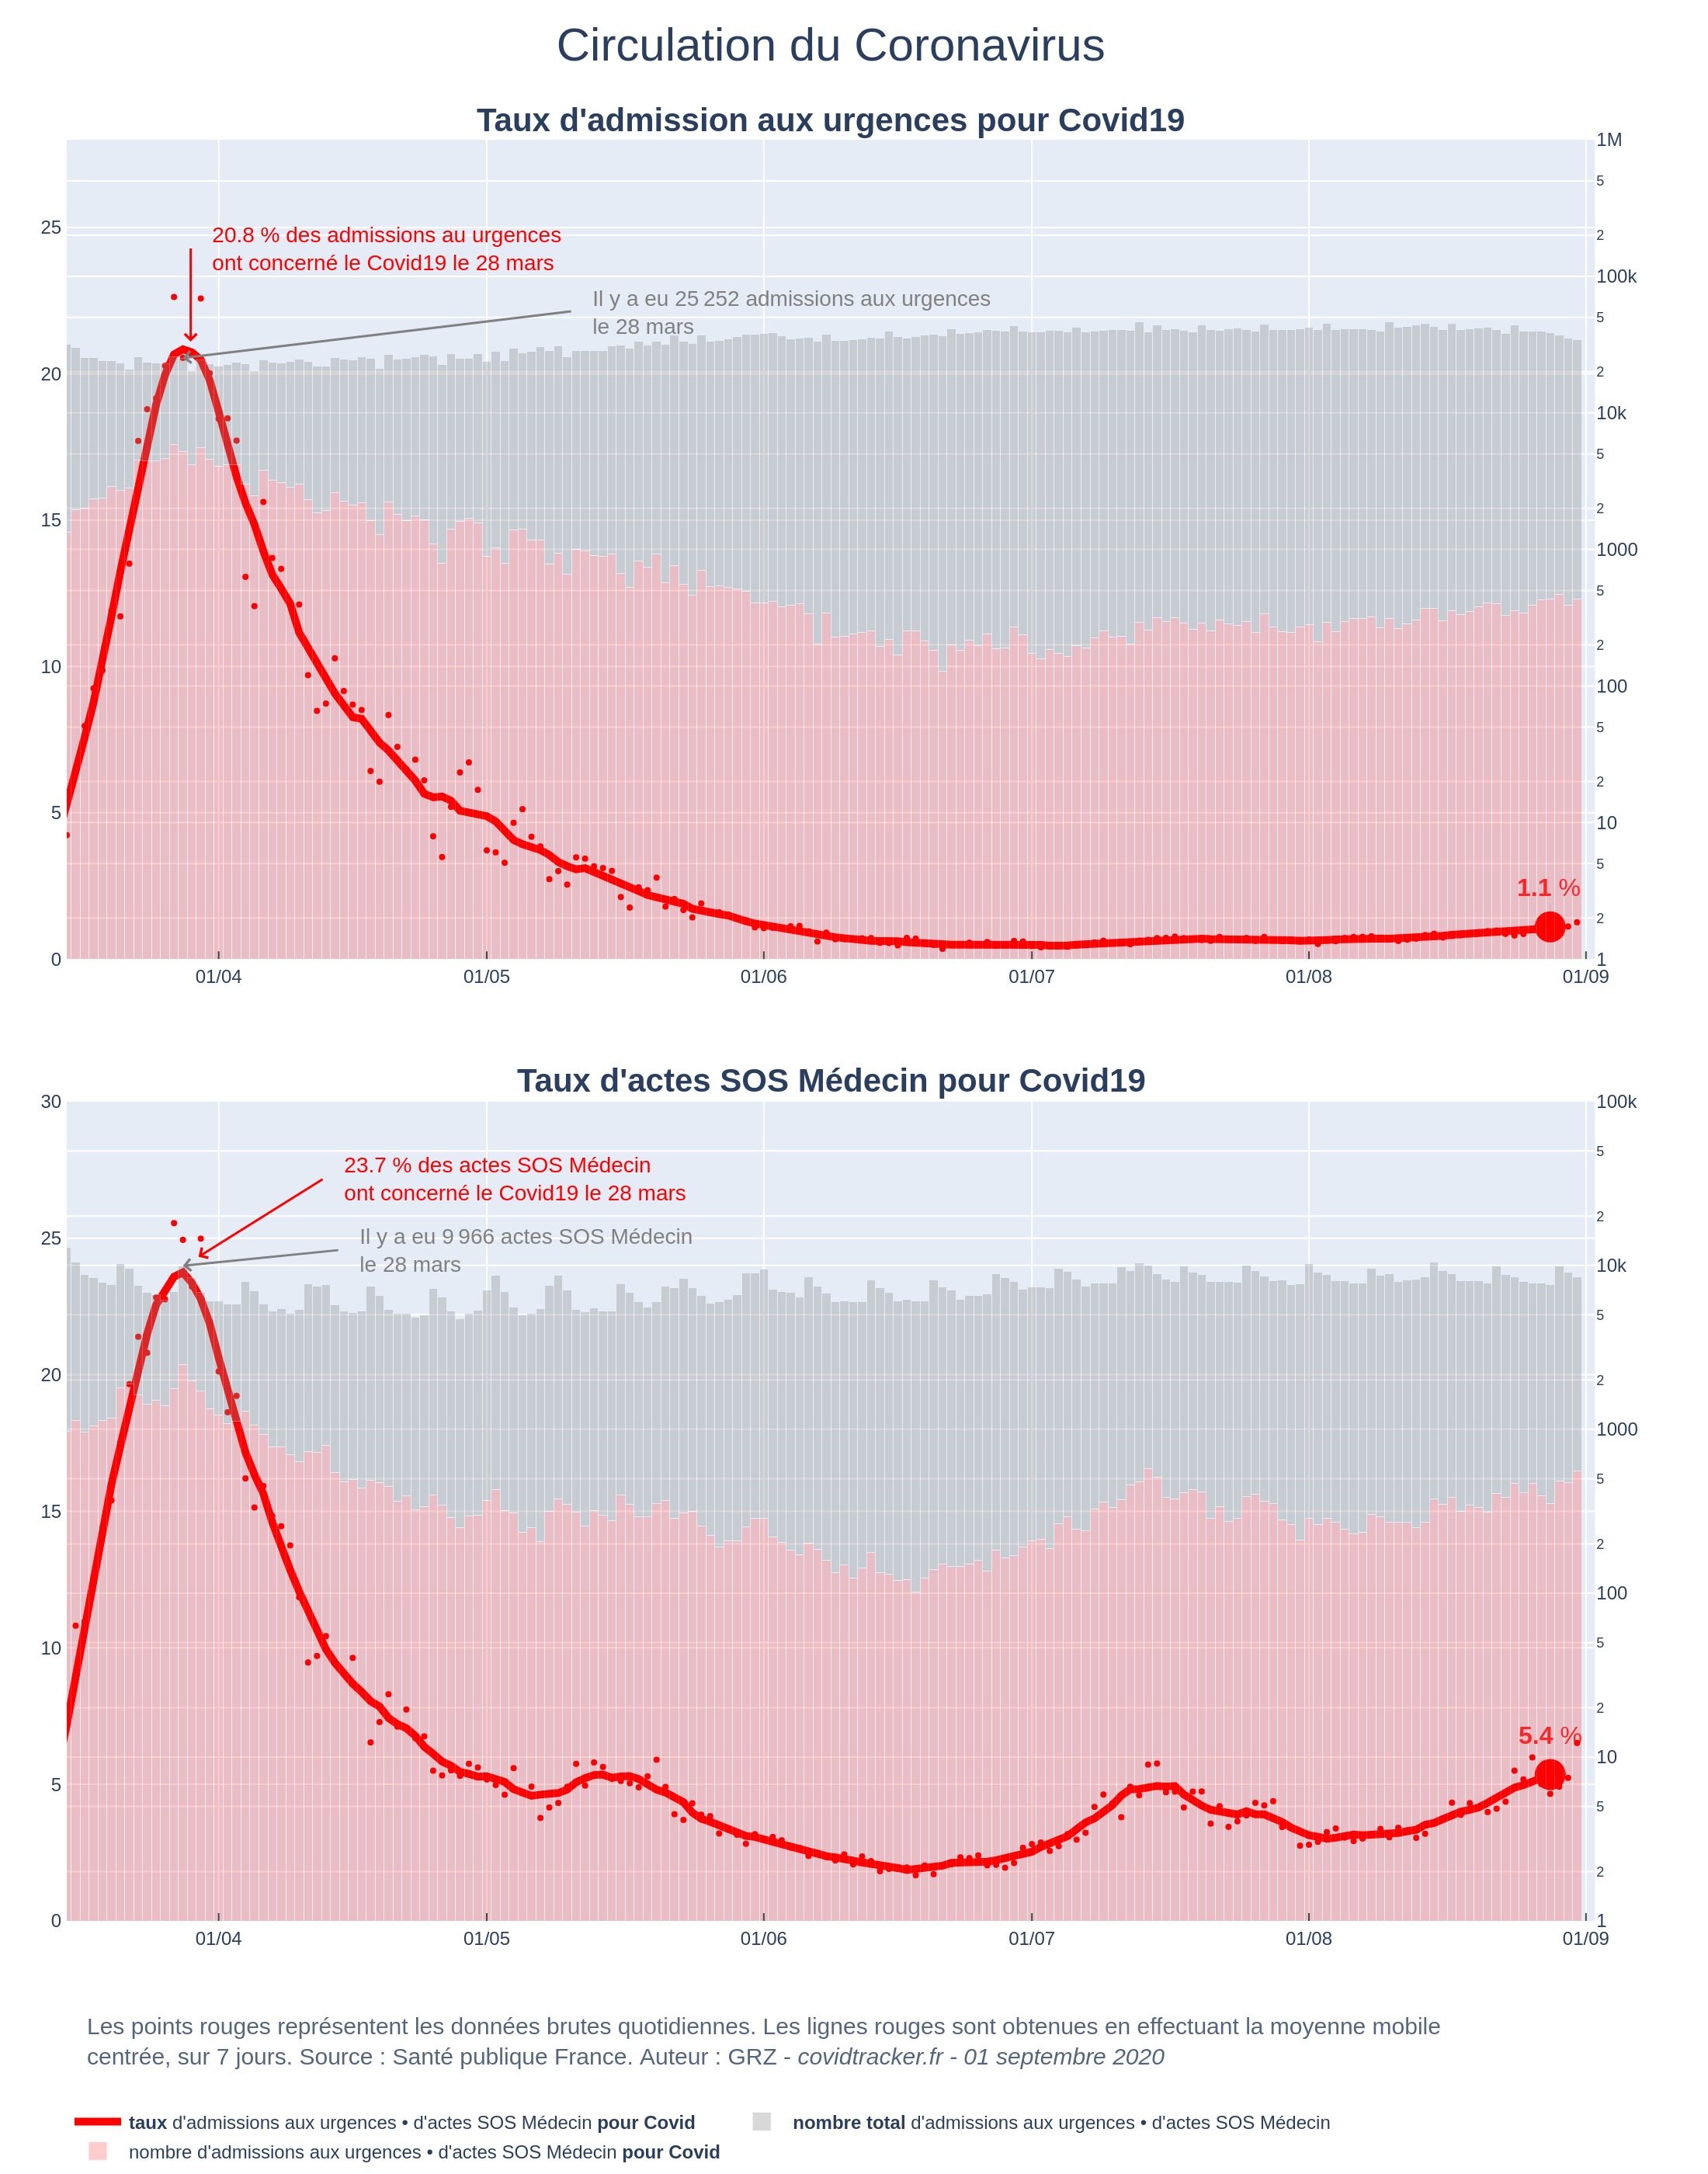 Circulation du Coronavirus
Taux d'admission aux urgences pour Covid19
1M
5
25
20.8 % des admissions au urgences
2
ont concerné le Covid19 le 28 mars
100k
Il y a eu 25 252 admissions aux urgences
5
le 28 mars
20
2
10k
5
15
2
1000
5
10
2
100
5
2
5
10
5
1.1 %
2
0
1
01/04
01/05
01/06
01/07
01/08
01/09
Taux d'actes SOS Médecin pour Covid19
30
100k
5
23.7 % des actes SOS Médecin
ont concerné le Covid19 le 28 mars
2
25
Il y a eu 9 966 actes SOS Médecin
le 28 mars
10k
5
20
2
1000
5
15
2
100
10
5
2
5.4 %
10
5
5
2
0
1
01/04
01/05
01/06
01/07
01/08
01/09
Les points rouges représentent les données brutes quotidiennes. Les lignes rouges sont obtenues en effectuant la moyenne mobile
centrée, sur 7 jours. Source : Santé publique France. Auteur : GRZ - covidtracker.fr - 01 septembre 2020
taux d'admissions aux urgences • d'actes SOS Médecin pour Covid
nombre total d'admissions aux urgences • d'actes SOS Médecin
nombre d'admissions aux urgences • d'actes SOS Médecin pour Covid